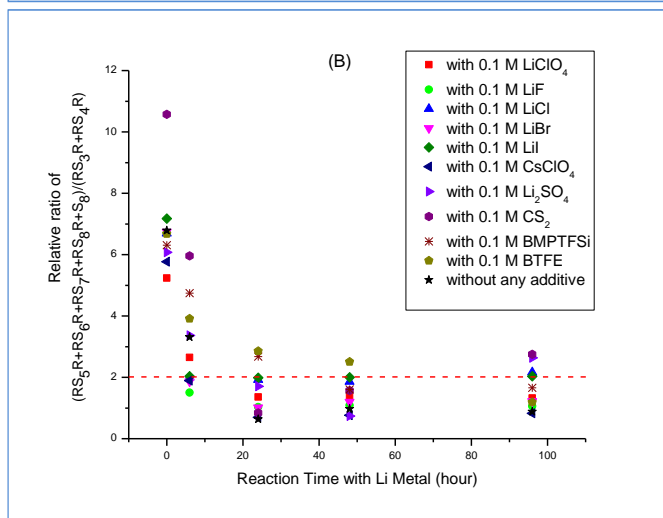 (B)
Relative ratio of
(RS₅R+RS₆R+RS₇R+RS₈R+S₈)/(RS₃R+RS₄R)
12
10
8
6
4
2
0
0
20
40
60
80
100
Reaction Time with Li Metal (hour)
with 0.1 M LiClO₄
with 0.1 M LiF
with 0.1 M LiCl
with 0.1 M LiBr
with 0.1 M LiI
with 0.1 M CsClO₄
with 0.1 M Li₂SO₄
with 0.1 M CS₂
with 0.1 M BMPTFSi
with 0.1 M BTFE
without any additive